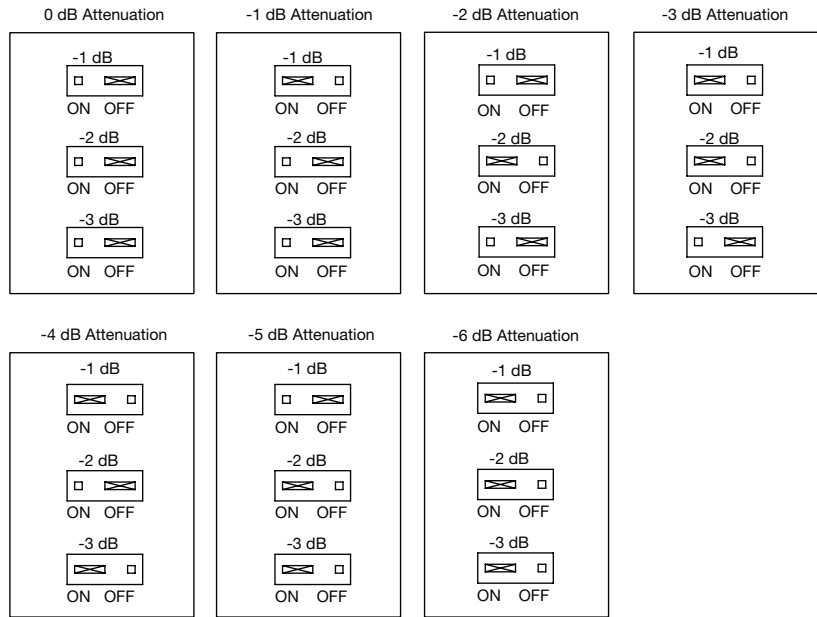 0 dB Attenuation
-1 dB
ON OFF
-2 dB
ON OFF
-3 dB
ON OFF
-1 dB Attenuation
-1 dB
ON OFF
-2 dB
ON OFF
-3 dB
ON OFF
-2 dB Attenuation
-1 dB
ON OFF
-2 dB
ON OFF
-3 dB
ON OFF
-3 dB Attenuation
-1 dB
ON OFF
-2 dB
ON OFF
-3 dB
ON OFF
-4 dB Attenuation
-1 dB
ON OFF
-2 dB
ON OFF
-3 dB
ON OFF
-5 dB Attenuation
-1 dB
ON OFF
-2 dB
ON OFF
-3 dB
ON OFF
-6 dB Attenuation
-1 dB
ON OFF
-2 dB
ON OFF
-3 dB
ON OFF